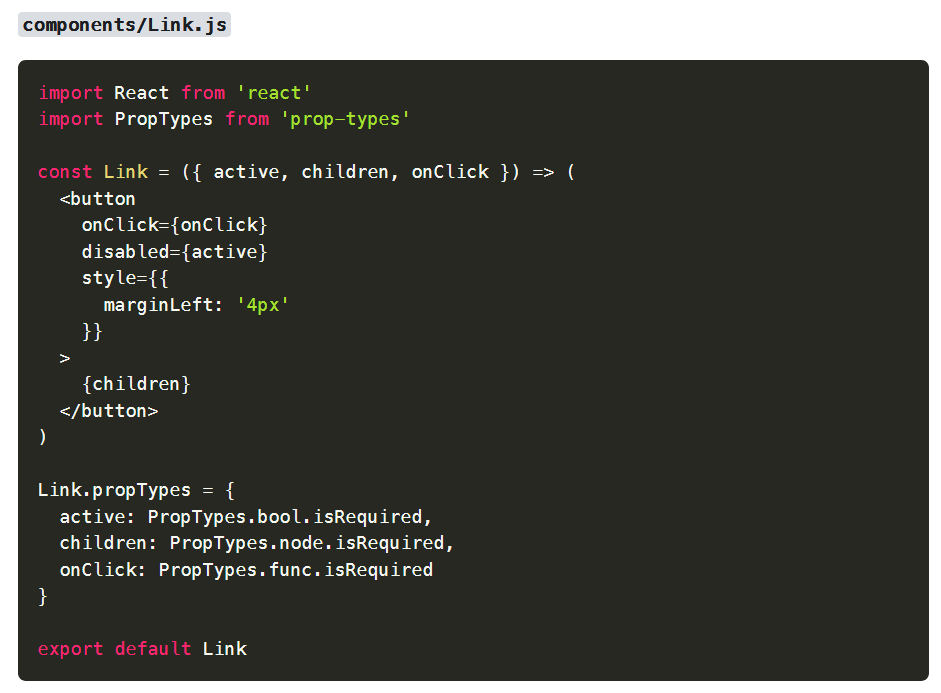 components/Link.js
import React from 'react'
import PropTypes from 'prop-types'

const Link = ({ active, children, onClick }) => (
  <button
    onClick={onClick}
    disabled={active}
    style={{
      marginLeft: '4px'
    }}
  >
    {children}
  </button>
)

Link.propTypes = {
  active: PropTypes.bool.isRequired,
  children: PropTypes.node.isRequired,
  onClick: PropTypes.func.isRequired
}

export default Link